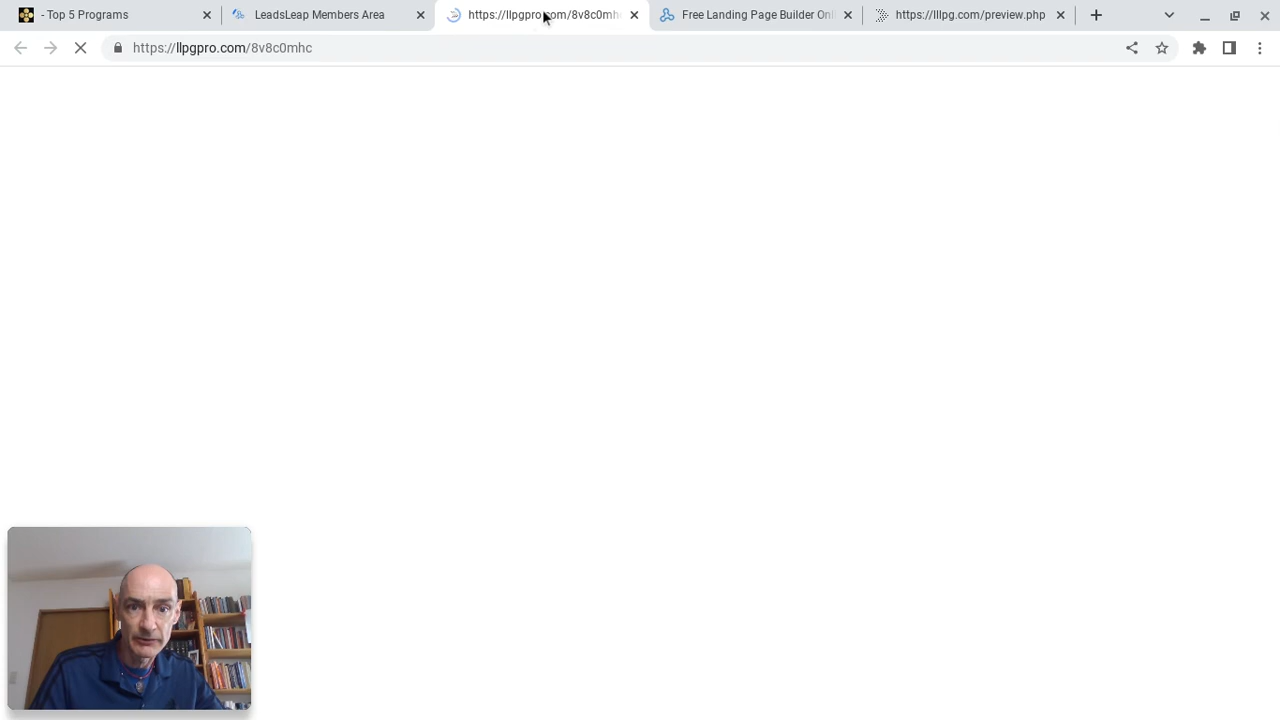 - Top 5 Programs
LeadsLeap Members Area
https://llpgpro.com/8v8c0mh
Free Landing Page Builder Onl
https://lllpg.com/preview.php
https://llpgpro.com/8v8c0mhc